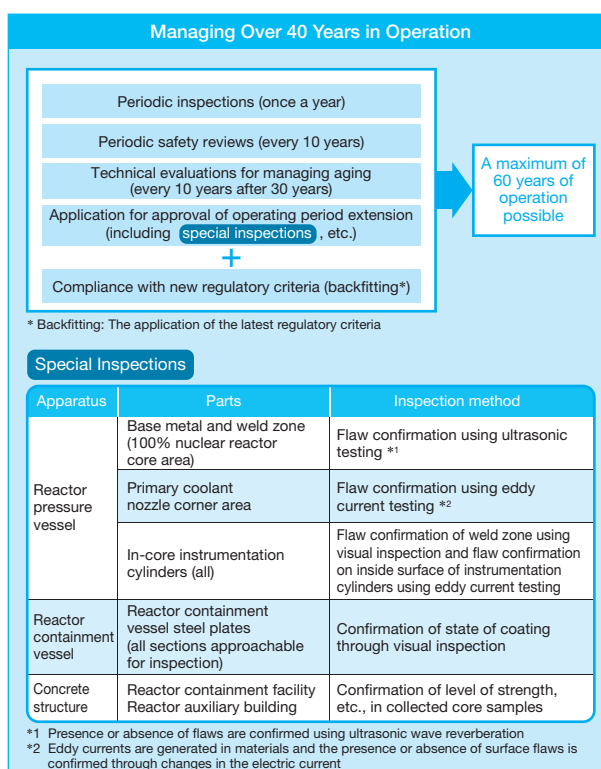 Managing Over 40 Years in Operation
Periodic inspections (once a year)
Periodic safety reviews (every 10 years)
Technical evaluations for managing aging
(every 10 years after 30 years)
Application for approval of operating period extension
(including special inspections , etc.)
+
Compliance with new regulatory criteria (backfitting*)
A maximum of
60 years of
operation
possible
* Backfitting: The application of the latest regulatory criteria
Special Inspections
Apparatus
Parts
Inspection method
Reactor
pressure
vessel
Base metal and weld zone
(100% nuclear reactor
core area)
Flaw confirmation using ultrasonic
testing *1
Primary coolant
nozzle corner area
Flaw confirmation using eddy
current testing *2
In-core instrumentation
cylinders (all)
Flaw confirmation of weld zone using
visual inspection and flaw confirmation
on inside surface of instrumentation
cylinders using eddy current testing
Reactor
containment
vessel
Reactor containment
vessel steel plates
(all sections approachable
for inspection)
Confirmation of state of coating
through visual inspection
Concrete
structure
Reactor containment facility
Reactor auxiliary building
Confirmation of level of strength,
etc., in collected core samples
*1 Presence or absence of flaws are confirmed using ultrasonic wave reverberation
*2 Eddy currents are generated in materials and the presence or absence of surface flaws is
confirmed through changes in the electric current